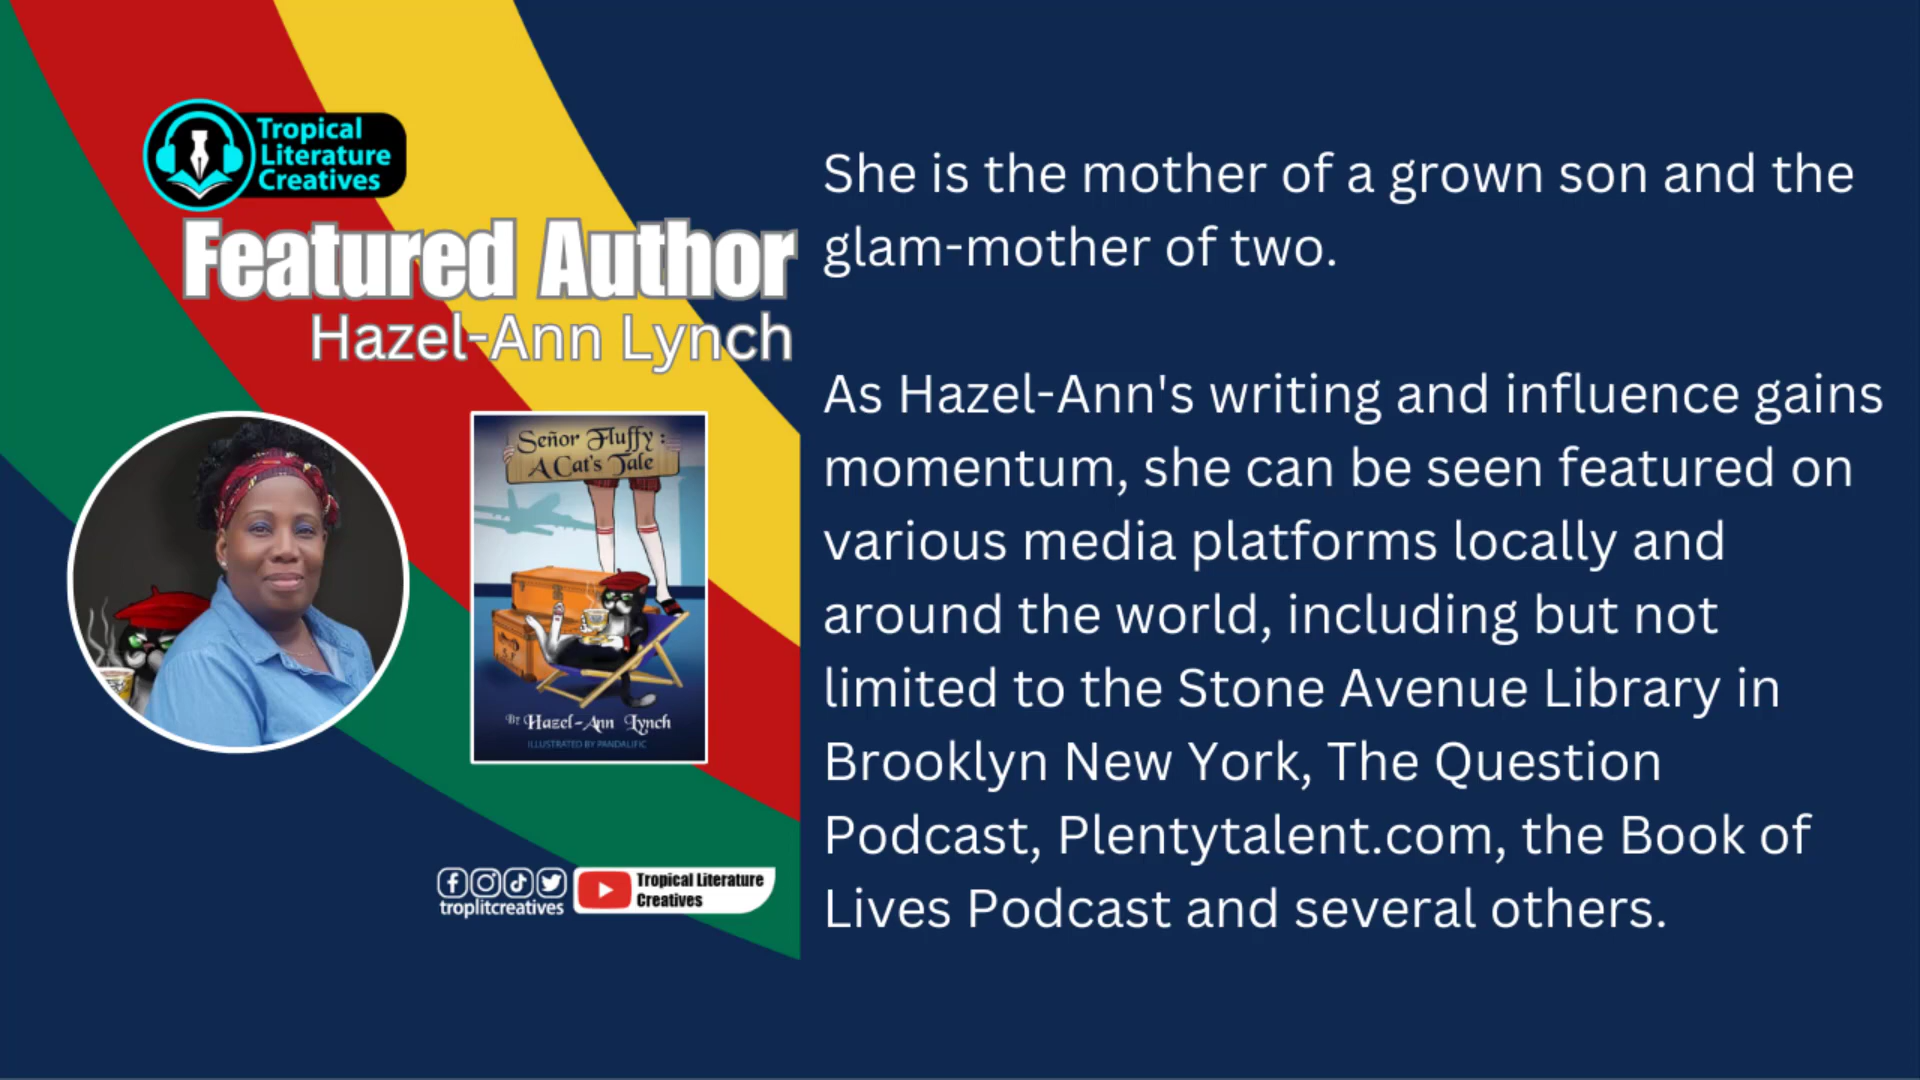 Tropical
Literature
Creatives
Featured Author
Hazel-Ann Lynch
Señor Fluffy :
A Cat's Tale
By Hazel-Ann Lynch
ILLUSTRATED BY PANDALIFIC
troplitcreatives
Tropical Literature
Creatives
She is the mother of a grown son and the
glam-mother of two.
As Hazel-Ann's writing and influence gains
momentum, she can be seen featured on
various media platforms locally and
around the world, including but not
limited to the Stone Avenue Library in
Brooklyn New York, The Question
Podcast, Plentytalent.com, the Book of
Lives Podcast and several others.